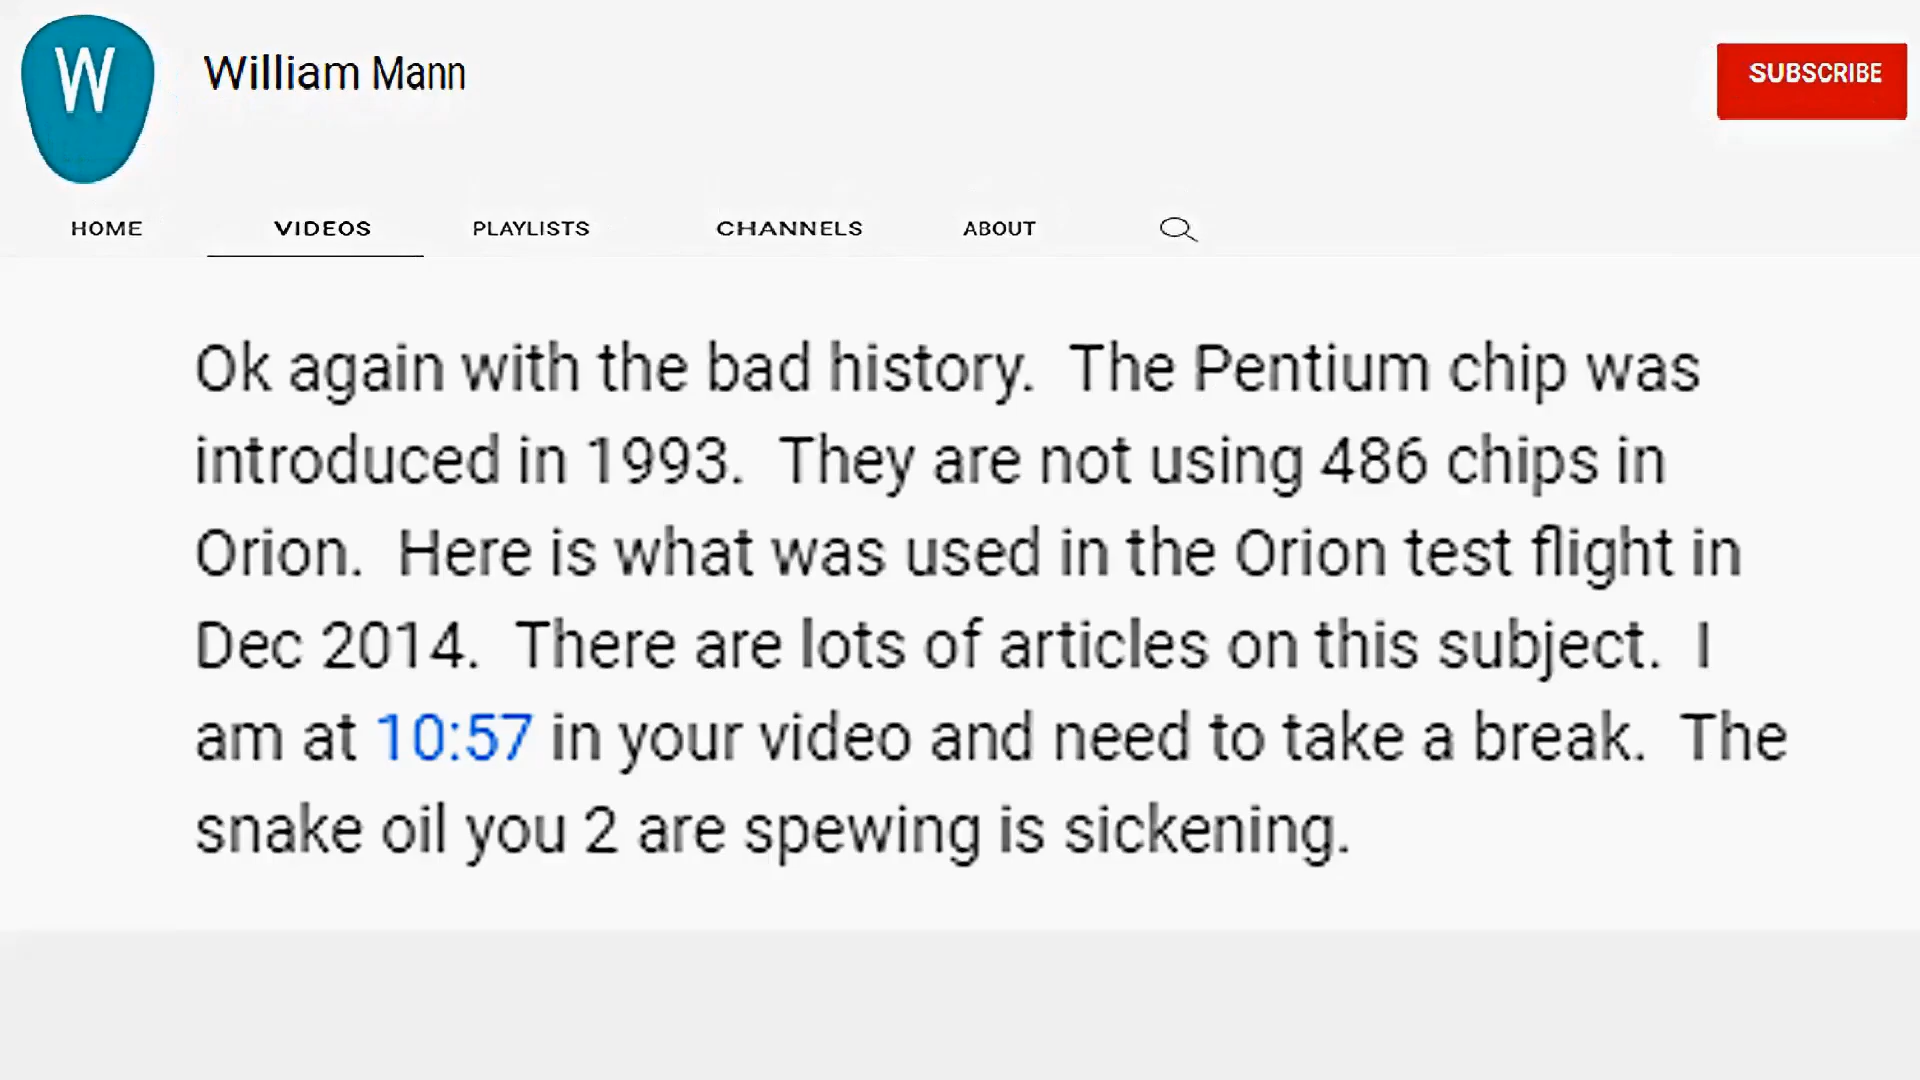 W
William Mann
SUBSCRIBE
HOME VIDEOS PLAYLISTS CHANNELS ABOUT
Ok again with the bad history. The Pentium chip was
introduced in 1993. They are not using 486 chips in
Orion. Here is what was used in the Orion test flight in
Dec 2014. There are lots of articles on this subject. I
am at 10:57 in your video and need to take a break. The
snake oil you 2 are spewing is sickening.